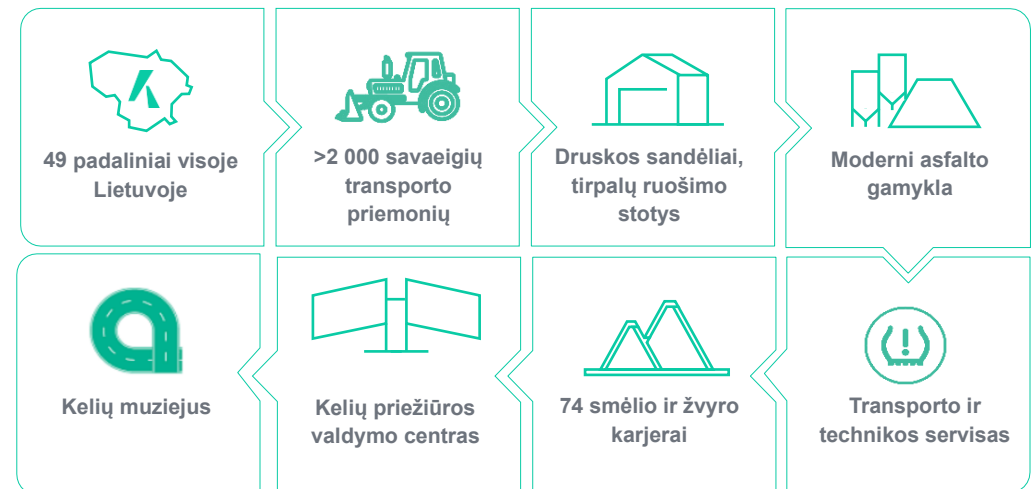 49 padaliniai visoje
Lietuvoje
>2 000 savaeigių
transporto
priemonių
Druskos sandėliai,
tirpalų ruošimo
stotys
Moderni asfalto
gamykla
Kelių muziejus
Kelių priežiūros
valdymo centras
74 smėlio ir žvyro
karjerai
Transporto ir
technikos servisas